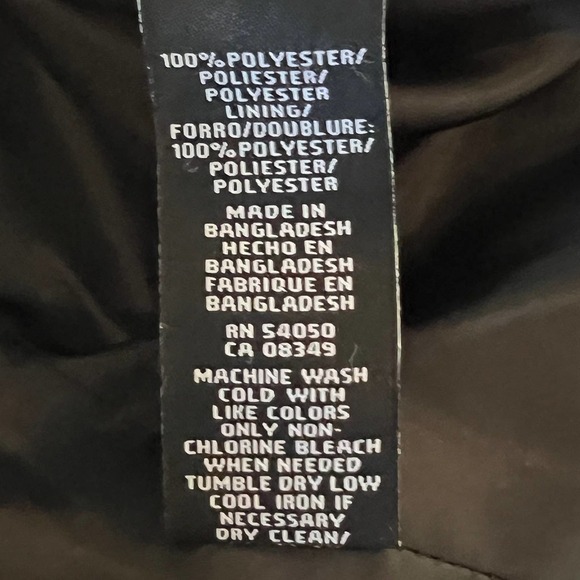 100% POLYESTER/
POLIESTER/
POLYESTER
LINING/
FORRO/DOUBLURE:
100% POLYESTER/
POLIESTER/
POLYESTER
MADE IN
BANGLADESH
HECHO EN
BANGLADESH
FABRIQUE EN
BANGLADESH
RN 54050
CA 08349
MACHINE WASH
COLD WITH
LIKE COLORS
ONLY NON-
CHLORINE BLEACH
WHEN NEEDED
TUMBLE DRY LOW
COOL IRON IF
NECESSARY
DRY CLEAN/